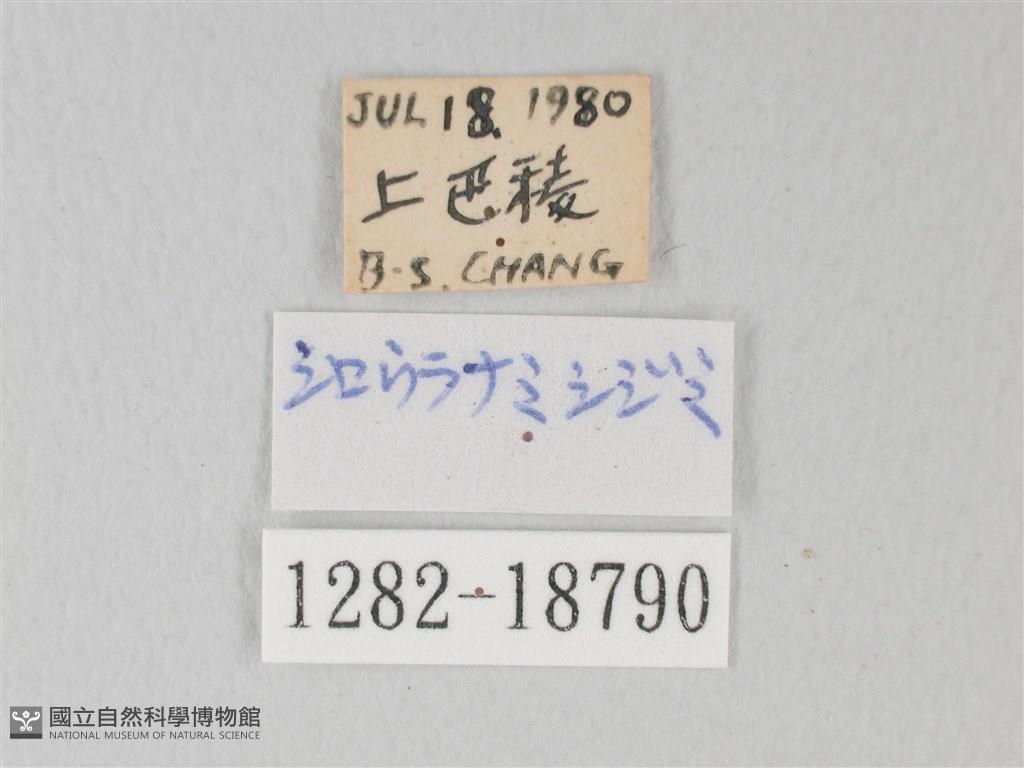 JUL 18. 1980
上巴稜
B-S. CHANG
シロウラナミシジミ
1282-18790
國立自然科學博物館
NATIONAL MUSEUM OF NATURAL SCIENCE